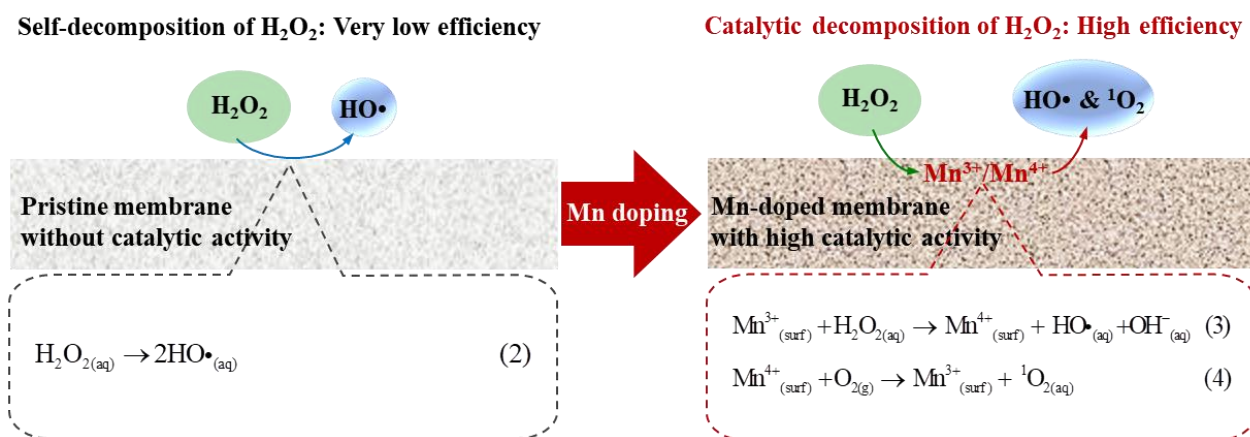 Self-decomposition of H₂O₂: Very low efficiency
H₂O₂
HO•
Pristine membrane
without catalytic activity
H₂O₂(aq) → 2HO•(aq) (2)
Mn doping
Catalytic decomposition of H₂O₂: High efficiency
H₂O₂
HO• & ¹O₂
Mn³⁺/Mn⁴⁺
Mn-doped membrane
with high catalytic activity
Mn³⁺(surf) + H₂O₂(aq) → Mn⁴⁺(surf) + HO•(aq) + OH⁻(aq) (3)
Mn⁴⁺(surf) + O₂(g) → Mn³⁺(surf) + ¹O₂(aq) (4)